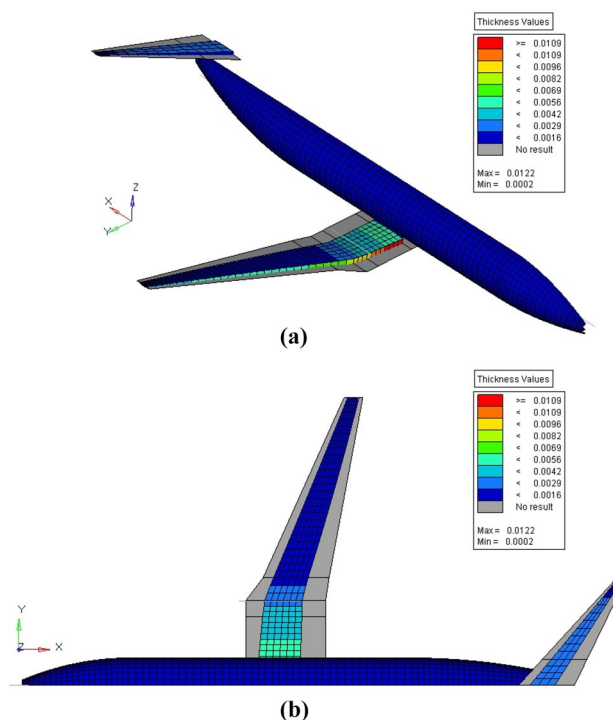 Thickness Values
>= 0.0109
< 0.0109
< 0.0096
< 0.0082
< 0.0069
< 0.0056
< 0.0042
< 0.0029
< 0.0016
No result
Max = 0.0122
Min = 0.0002
Z
X
Y
(a)
Thickness Values
>= 0.0109
< 0.0109
< 0.0096
< 0.0082
< 0.0069
< 0.0056
< 0.0042
< 0.0029
< 0.0016
No result
Max = 0.0122
Min = 0.0002
Y
Z X
(b)